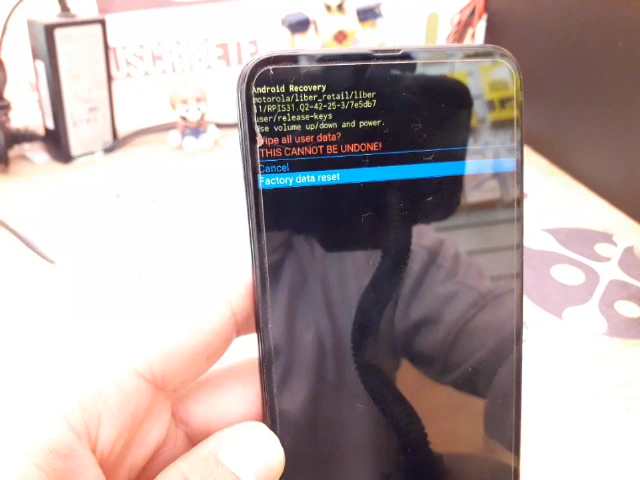 USCRIBETE
Android Recovery
motorola/liber_retail/liber
11/RPIS31.Q2-42-25-3/7e5db7
user/release-keys
Use volume up/down and power.
Wipe all user data?
THIS CANNOT BE UNDONE!
Cancel
Factory data reset